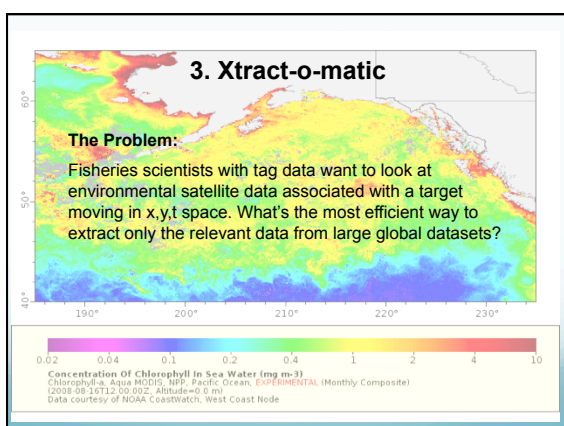 3. Xtract-o-matic
60°
The Problem:
Fisheries scientists with tag data want to look at
environmental satellite data associated with a target
moving in x,y,t space. What's the most efficient way to
extract only the relevant data from large global datasets?
50°
40°
190° 200° 210° 220° 230°
0.02 0.04 0.1 0.2 0.4 1 2 4 10
Concentration Of Chlorophyll In Sea Water (mg m-3)
Chlorophyll-a, Aqua MODIS, NPP, Pacific Ocean, EXPERIMENTAL (Monthly Composite)
(2008-08-16T12:00:00Z, Altitude=0.0 m)
Data courtesy of NOAA CoastWatch, West Coast Node